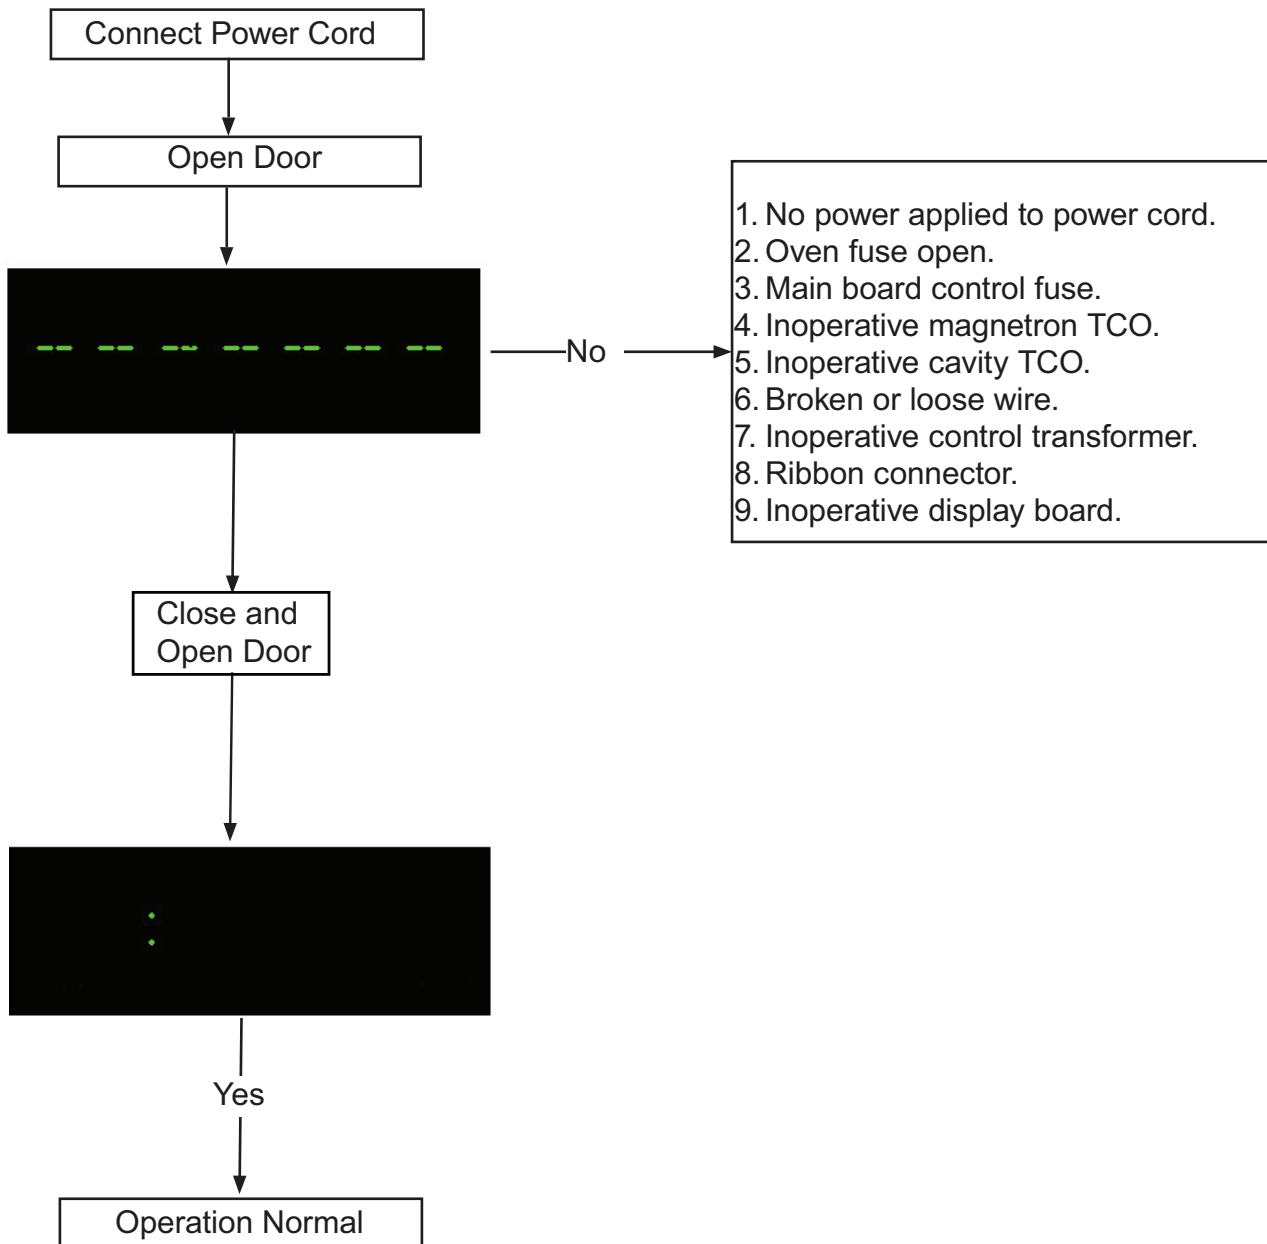 Connect Power Cord
Open Door
-- -- -- -- -- -- --
No
1. No power applied to power cord.
2. Oven fuse open.
3. Main board control fuse.
4. Inoperative magnetron TCO.
5. Inoperative cavity TCO.
6. Broken or loose wire.
7. Inoperative control transformer.
8. Ribbon connector.
9. Inoperative display board.
Close and
Open Door
:
Yes
Operation Normal